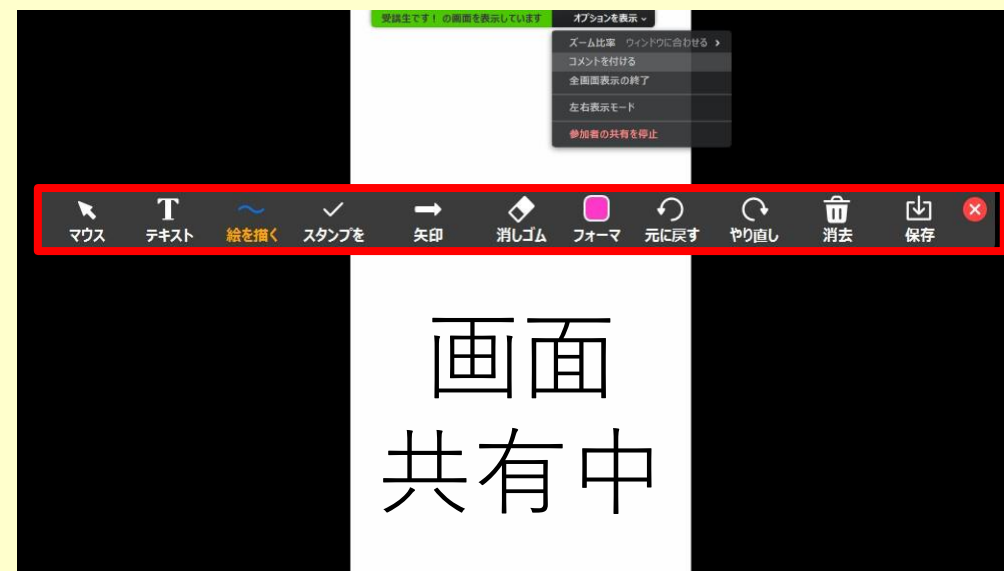 受講生です！ の画面を表示しています オプションを表示
ズーム比率 ウィンドウに合わせる
コメントを付ける
全画面表示の終了
左右表示モード
参加者の共有を停止
マウス テキスト 絵を描く スタンプを 矢印 消しゴム フォーマ 元に戻す やり直し 消去 保存
画面
共有中